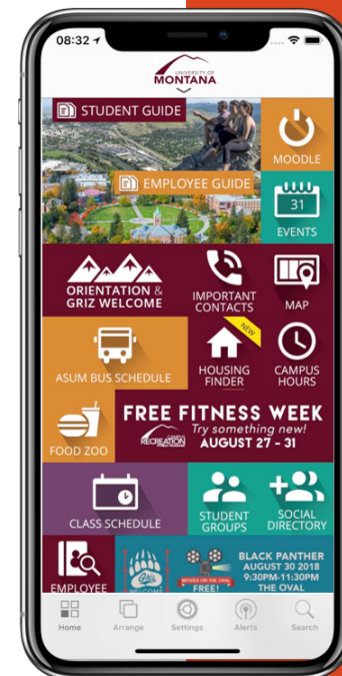 08:32
UNIVERSITY OF
MONTANA
STUDENT GUIDE
EMPLOYEE GUIDE
MOODLE
31
EVENTS
ORIENTATION &
GRIZ WELCOME
IMPORTANT
CONTACTS
MAP
ASUM BUS SCHEDULE
NEW
HOUSING
FINDER
CAMPUS
HOURS
FOOD ZOO
FREE FITNESS WEEK
Try something new!
RECREATION
AUGUST 27 - 31
CLASS SCHEDULE
STUDENT
GROUPS
SOCIAL
DIRECTORY
EMPLOYEE
WELCOME
MOVIES ON THE OVAL
FREE!
BLACK PANTHER
AUGUST 30 2018
9:30PM-11:30PM
THE OVAL
Home
Arrange
Settings
Alerts
Search